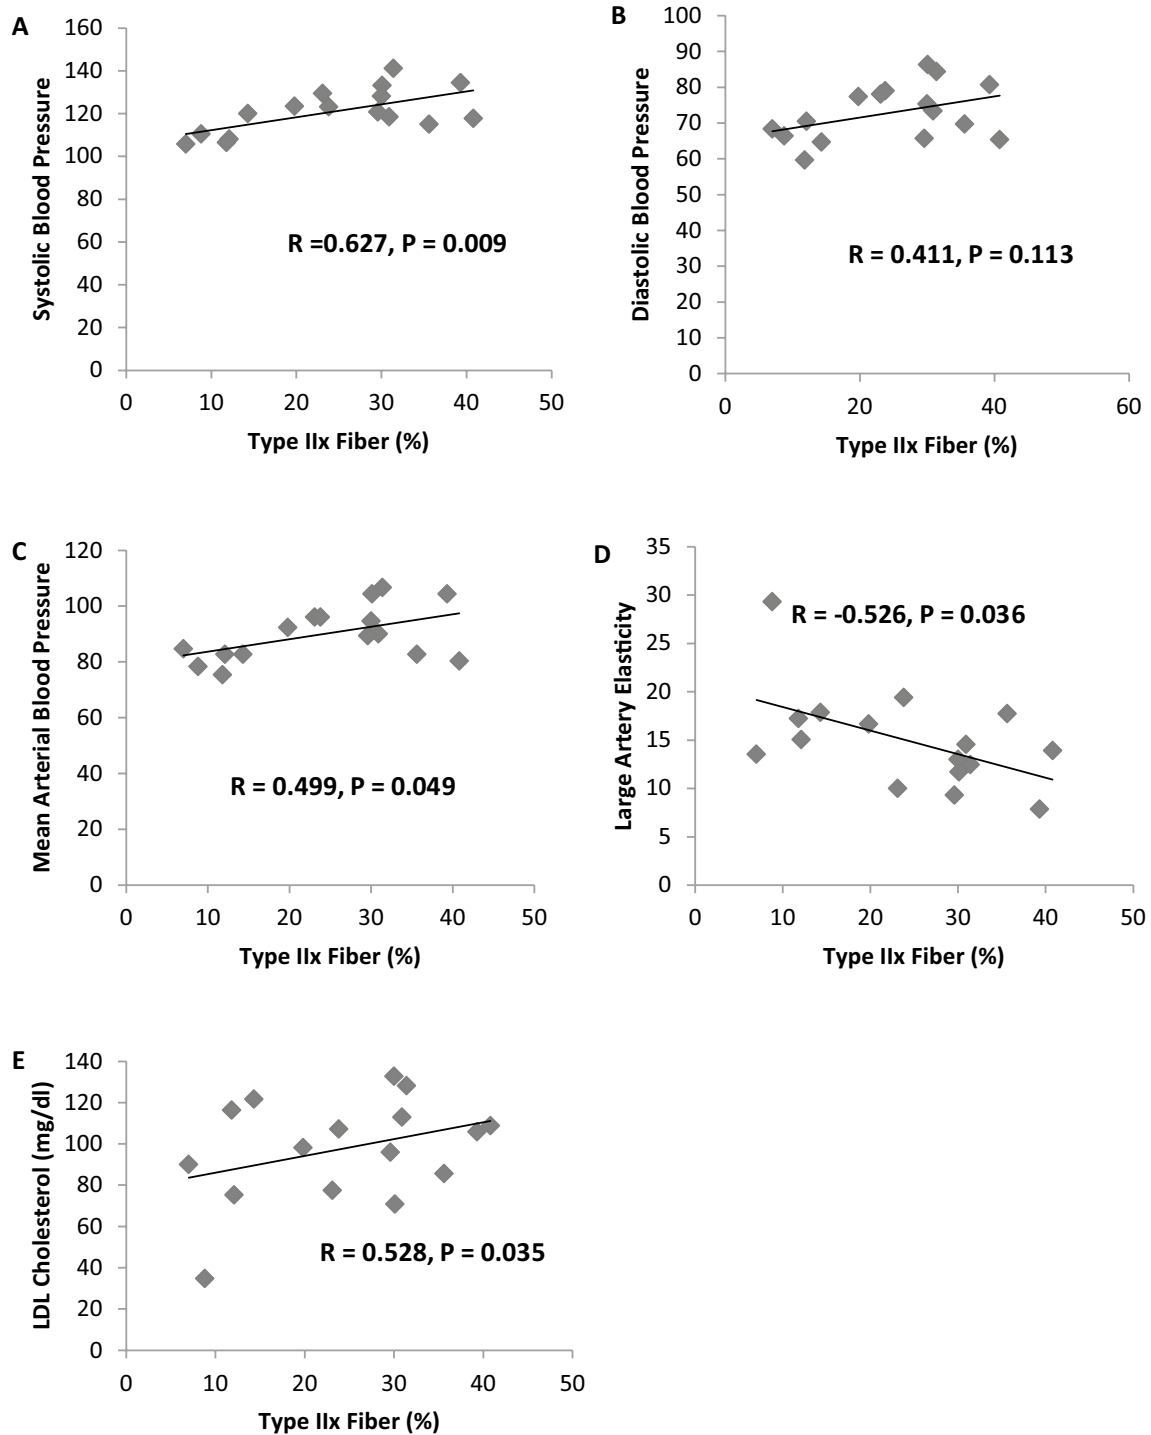 A
Systolic Blood Pressure
160
140
120
100
80
60
40
20
0
R =0.627, P = 0.009
0 10 20 30 40 50
Type IIx Fiber (%)
B
Diastolic Blood Pressure
100
90
80
70
60
50
40
30
20
10
0
R = 0.411, P = 0.113
0 20 40 60
Type IIx Fiber (%)
C
Mean Arterial Blood Pressure
120
100
80
60
40
20
0
R = 0.499, P = 0.049
0 10 20 30 40 50
Type IIx Fiber (%)
D
Large Artery Elasticity
35
30
25
20
15
10
5
0
R = -0.526, P = 0.036
0 10 20 30 40 50
Type IIx Fiber (%)
E
LDL Cholesterol (mg/dl)
140
120
100
80
60
40
20
0
R = 0.528, P = 0.035
0 10 20 30 40 50
Type IIx Fiber (%)